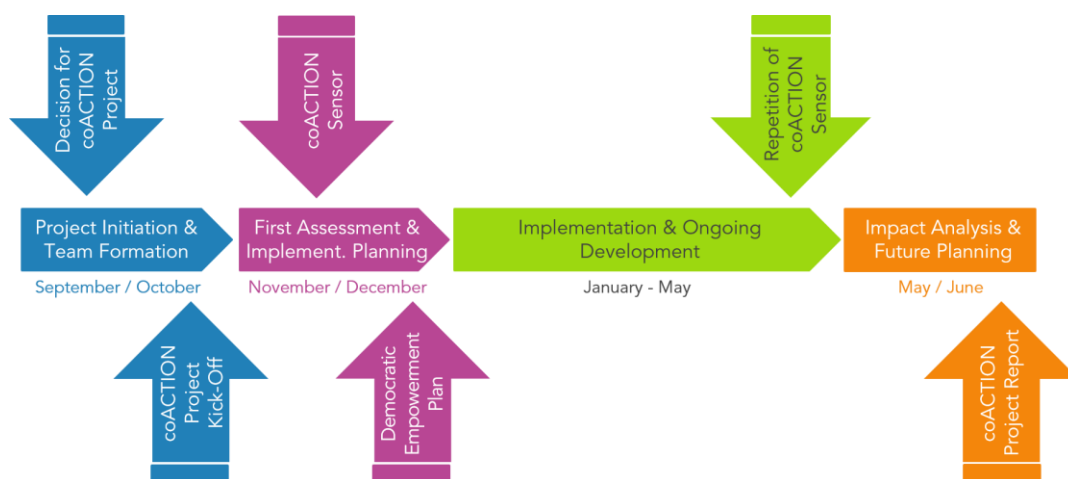 Decision for
coACTION
Project
coACTION
Sensor
Repetition of
coACTION
Sensor
Project Initiation &
Team Formation
First Assessment &
Implement. Planning
Implementation & Ongoing
Development
Impact Analysis &
Future Planning
September / October
November / December
January - May
May / June
coACTION
Project
Kick-Off
Democratic
Empowement
Plan
coACTION
Project Report